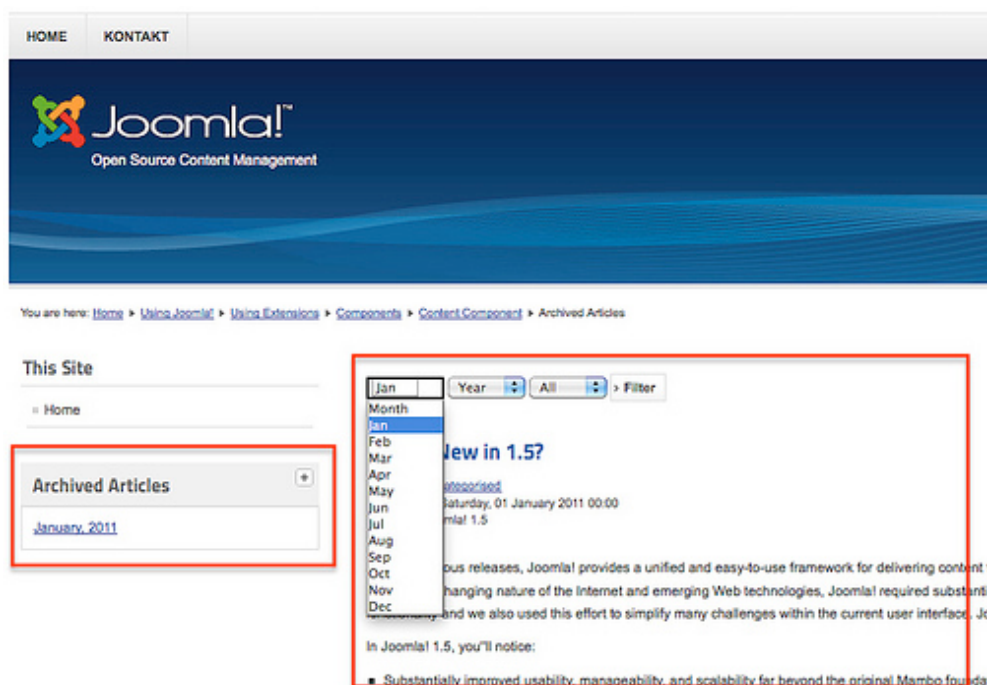 HOME KONTAKT
Joomla!™
Open Source Content Management
You are here: Home ▸ Using Joomla! ▸ Using Extensions ▸ Components ▸ Content Component ▸ Archived Articles
This Site
Home
Archived Articles
January, 2011
Jan Year All › Filter
Month
Jan
Feb
Mar
Apr
May
Jun
Jul
Aug
Sep
Oct
Nov
Dec
New in 1.5?
ategorised
Saturday, 01 January 2011 00:00
mla! 1.5
ous releases, Joomla! provides a unified and easy-to-use framework for delivering content
hanging nature of the Internet and emerging Web technologies, Joomla! required substanti
functionality and we also used this effort to simplify many challenges within the current user interface. Jo
In Joomla! 1.5, you"ll notice:
▪ Substantially improved usability, manageability, and scalability far beyond the original Mambo founda